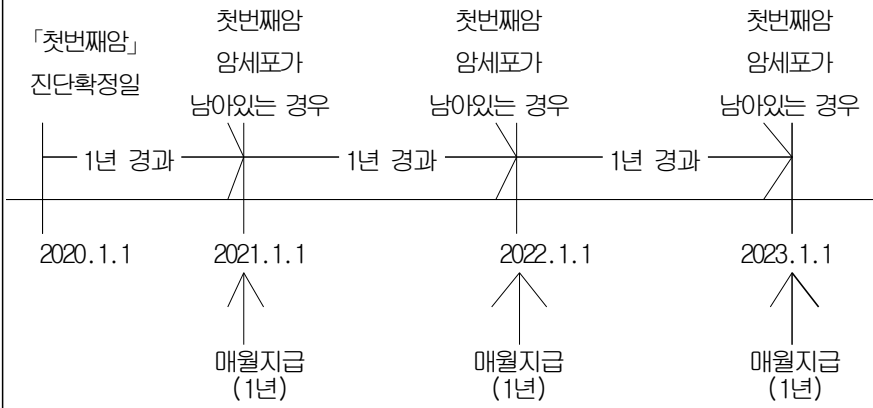 「첫번째암」
진단확정일
첫번째암
암세포가
남아있는 경우
첫번째암
암세포가
남아있는 경우
첫번째암
암세포가
남아있는 경우
1년 경과
1년 경과
1년 경과
2020.1.1
2021.1.1
2022.1.1
2023.1.1
매월지급
(1년)
매월지급
(1년)
매월지급
(1년)